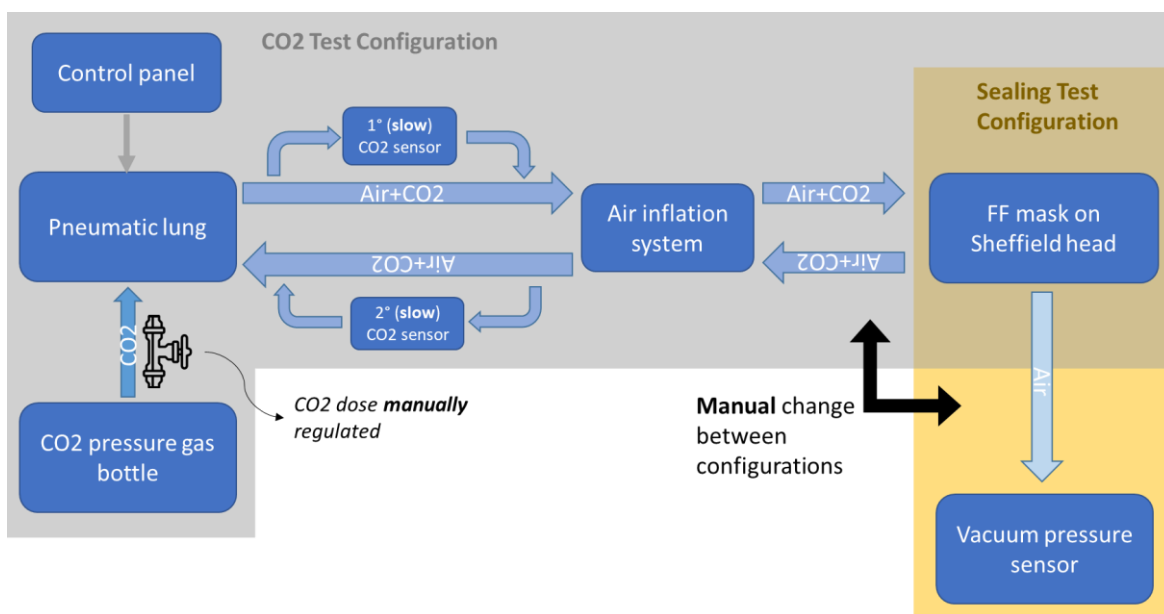 CO2 Test Configuration
Control panel
Sealing Test
Configuration
1° (slow)
CO2 sensor
Air+CO2
Pneumatic lung
Air inflation
system
Air+CO2
FF mask on
Sheffield head
Air+CO2
Air+CO2
2° (slow)
CO2 sensor
CO2
Air
CO2 dose manually
regulated
Manual change
between
configurations
CO2 pressure gas
bottle
Vacuum pressure
sensor